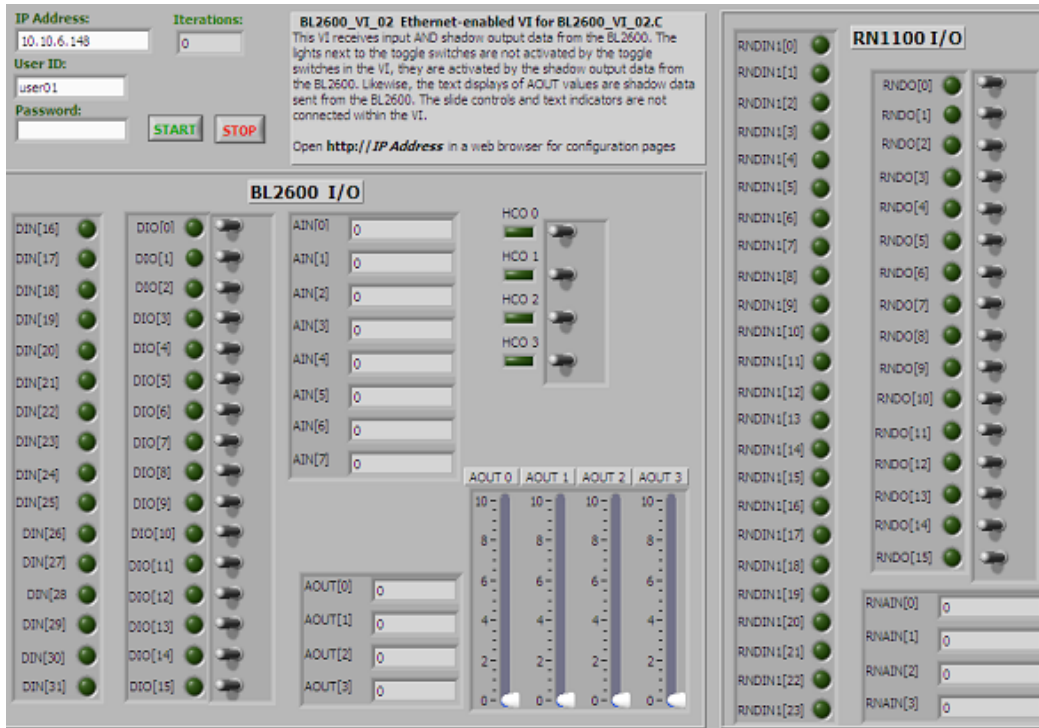 IP Address:
Iterations:
10.10.6.148
0
User ID:
user01
Password:
START
STOP
BL2600_VI_02 Ethernet-enabled VI for BL2600_VI_02.C
This VI receives input AND shadow output data from the BL2600. The
lights next to the toggle switches are not activated by the toggle
switches in the VI, they are activated by the shadow output data from
the BL2600. Likewise, the text displays of AOUT values are shadow data
sent from the BL2600. The slide controls and text indicators are not
connected within the VI.
Open http://IP Address in a web browser for configuration pages
BL2600 I/O
DIN[16]
DIN[17]
DIN[18]
DIN[19]
DIN[20]
DIN[21]
DIN[22]
DIN[23]
DIN[24]
DIN[25]
DIN[26]
DIN[27]
DIN[28
DIN[29]
DIN[30]
DIN[31]
DIO[0]
DIO[1]
DIO[2]
DIO[3]
DIO[4]
DIO[5]
DIO[6]
DIO[7]
DIO[8]
DIO[9]
DIO[10]
DIO[11]
DIO[12]
DIO[13]
DIO[14]
DIO[15]
AIN[0] 0
AIN[1] 0
AIN[2] 0
AIN[3] 0
AIN[4] 0
AIN[5] 0
AIN[6] 0
AIN[7] 0
HCO 0
HCO 1
HCO 2
HCO 3
AOUT[0] 0
AOUT[1] 0
AOUT[2] 0
AOUT[3] 0
AOUT 0 AOUT 1 AOUT 2 AOUT 3
10 10 10 10
8 8 8 8
6 6 6 6
4 4 4 4
2 2 2 2
0 0 0 0
RNDIN1[0]
RNDIN1[1]
RNDIN1[2]
RNDIN1[3]
RNDIN1[4]
RNDIN1[5]
RNDIN1[6]
RNDIN1[7]
RNDIN1[8]
RNDIN1[9]
RNDIN1[10]
RNDIN1[11]
RNDIN1[12]
RNDIN1[13
RNDIN1[14]
RNDIN1[15]
RNDIN1[16]
RNDIN1[17]
RNDIN1[18]
RNDIN1[19]
RNDIN1[20]
RNDIN1[21]
RNDIN1[22]
RNDIN1[23]
RN1100 I/O
RNDO[0]
RNDO[1]
RNDO[2]
RNDO[3]
RNDO[4]
RNDO[5]
RNDO[6]
RNDO[7]
RNDO[8]
RNDO[9]
RNDO[10]
RNDO[11]
RNDO[12]
RNDO[13]
RNDO[14]
RNDO[15]
RNAIN[0] 0
RNAIN[1] 0
RNAIN[2] 0
RNAIN[3] 0